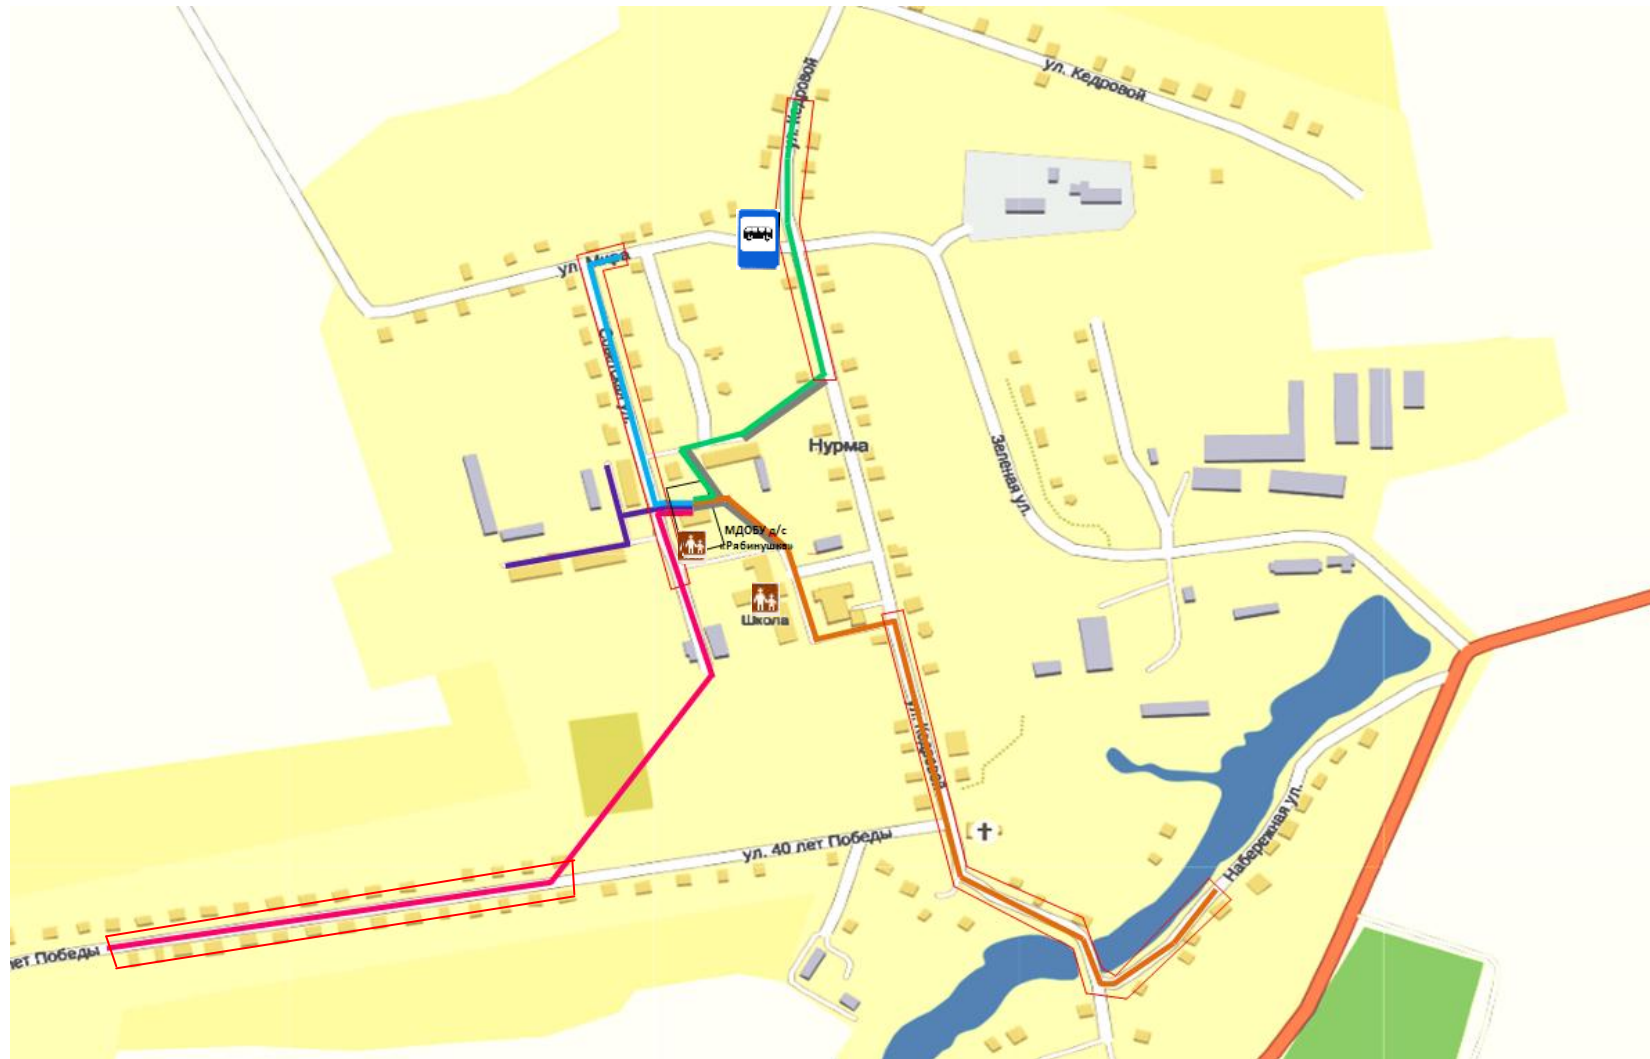 ул. Кедровой
ул. Кедровой
ул. Мира
Советская ул.
Нурма
Зеленая ул.
МДОБУ д/с
«Рябинушка»
Школа
ул. Кедровая
ул. 40 лет Победы
Набережная ул.
лет Победы